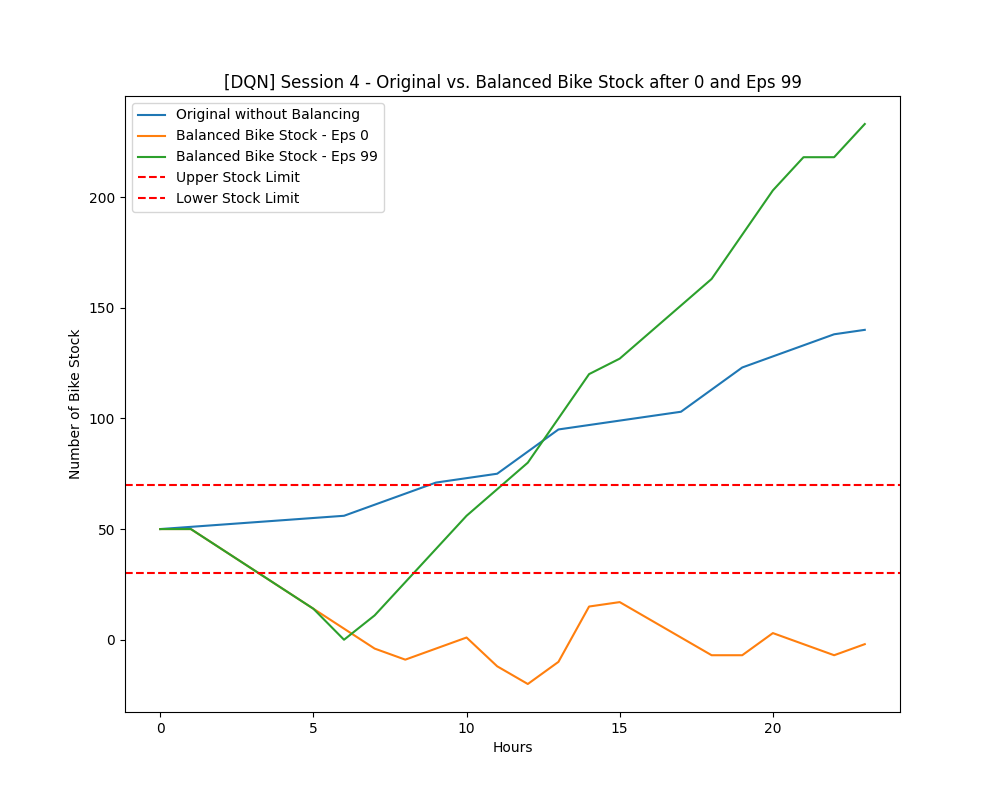 [DQN] Session 4 - Original vs. Balanced Bike Stock after 0 and Eps 99
Original without Balancing
Balanced Bike Stock - Eps 0
Balanced Bike Stock - Eps 99
Upper Stock Limit
Lower Stock Limit
200
150
100
50
0
Number of Bike Stock
0 5 10 15 20
Hours